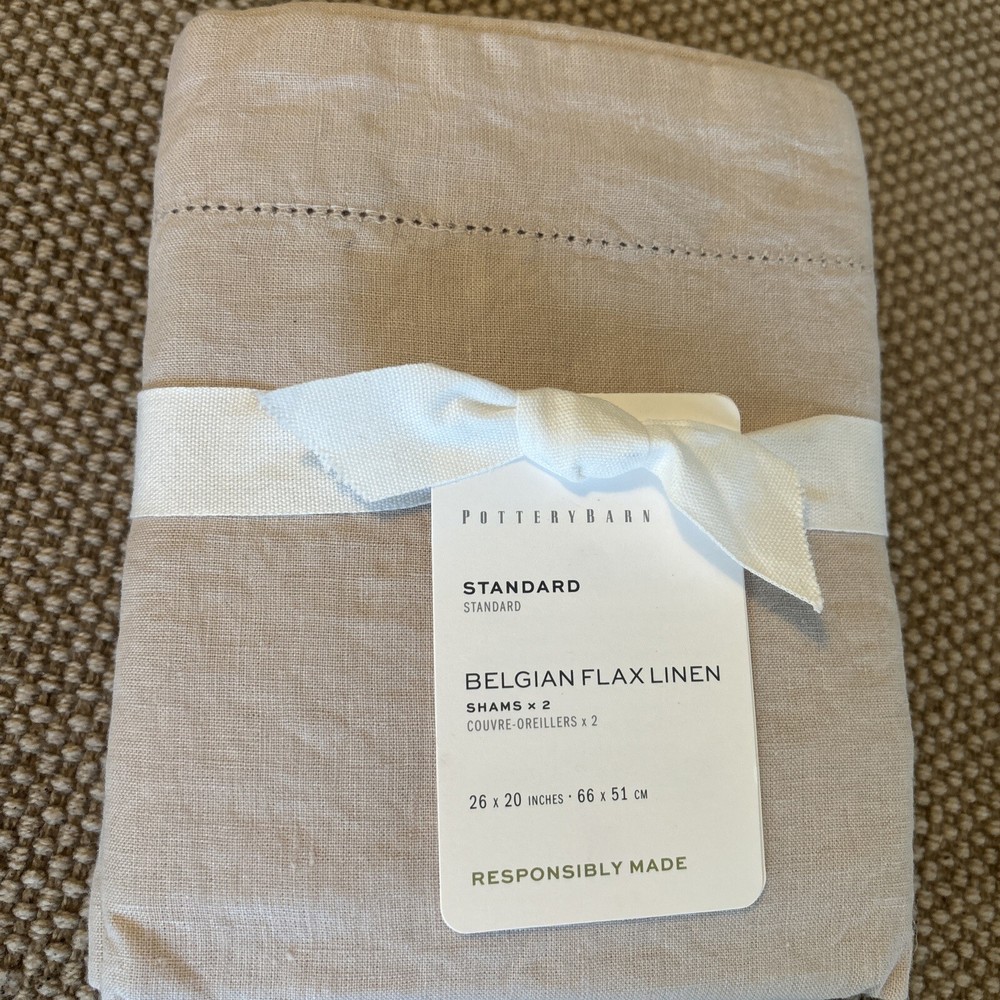 POTTERYBARN
STANDARD
STANDARD
BELGIAN FLAX LINEN
SHAMS x 2
COUVRE-OREILLERS x 2
26 x 20 INCHES · 66 x 51 CM
RESPONSIBLY MADE